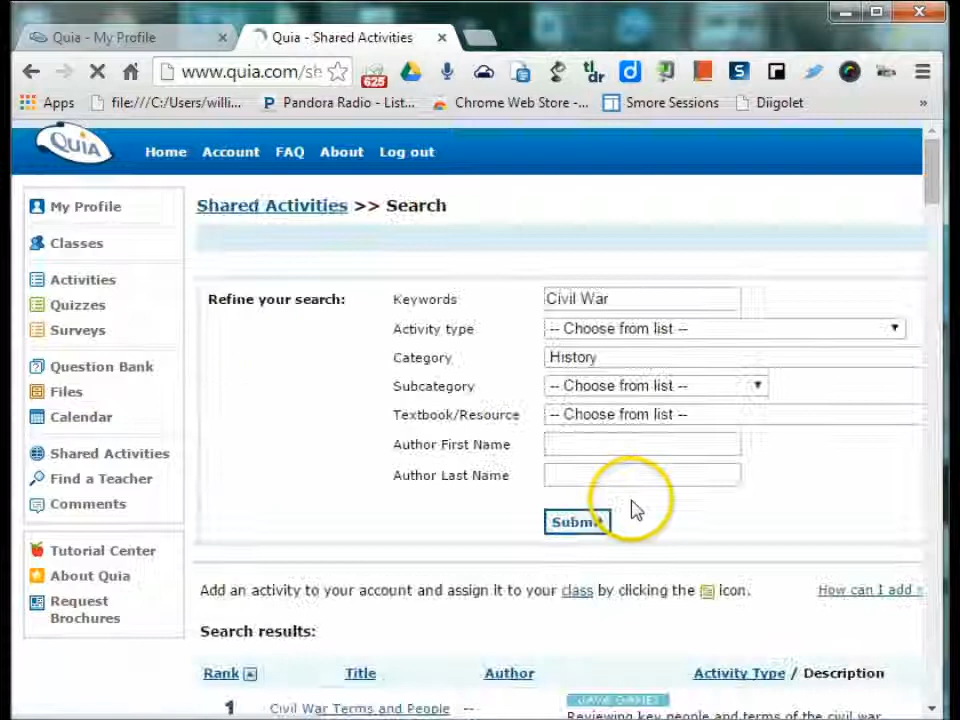 Quia - My Profile
Quia - Shared Activities
www.quia.com/sh
625
tl;
dr
d
S
Apps
file:///C:/Users/willi...
P Pandora Radio - List...
Chrome Web Store -...
Smore Sessions
Diigolet
»
QUIA
Home
Account
FAQ
About
Log out
My Profile
Classes
Activities
Quizzes
Surveys
Question Bank
Files
Calendar
Shared Activities
Find a Teacher
Comments
Tutorial Center
About Quia
Request
Brochures
Shared Activities >> Search
Refine your search:
Keywords
Civil War
Activity type
-- Choose from list --
Category
History
Subcategory
-- Choose from list --
Textbook/Resource
-- Choose from list --
Author First Name
Author Last Name
Submit
Add an activity to your account and assign it to your class by clicking the icon.
How can I add
Search results:
Rank
Title
Author
Activity Type / Description
1
Civil War Terms and People
--
JAVA GAMES
Reviewing key people and terms of the civil war